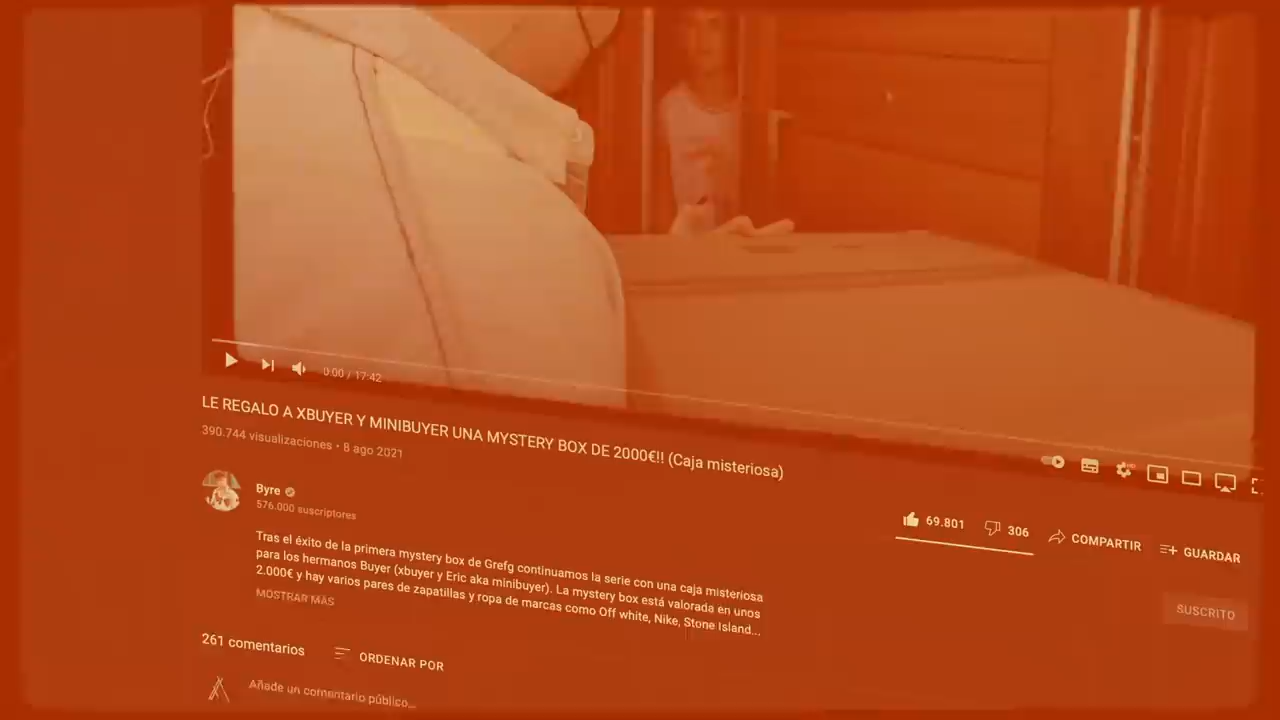 0:00 / 17:42
LE REGALO A XBUYER Y MINIBUYER UNA MYSTERY BOX DE 2000€!! (Caja misteriosa)
390.744 visualizaciones • 8 ago 2021
Byre
576.000 suscriptores
69.801
306
COMPARTIR
GUARDAR
Tras el éxito de la primera mystery box de Grefg continuamos la serie con una caja misteriosa
para los hermanos Buyer (xbuyer y Eric aka minibuyer). La mystery box está valorada en unos
2.000€ y hay varios pares de zapatillas y ropa de marcas como Off white, Nike, Stone Island...
MOSTRAR MÁS
SUSCRITO
261 comentarios
ORDENAR POR
Añade un comentario público...